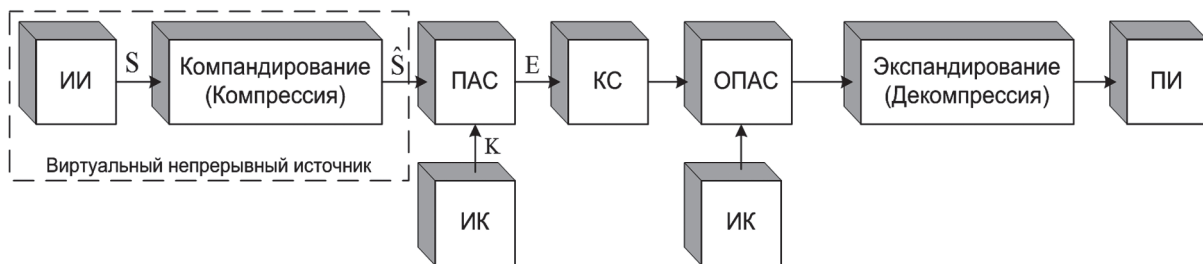 ИИ
S
Компандирование
(Компрессия)
Ŝ
ПАС
E
КС
ОПАС
Экспандирование
(Декомпрессия)
ПИ
Виртуальный непрерывный источник
K
ИК
ИК